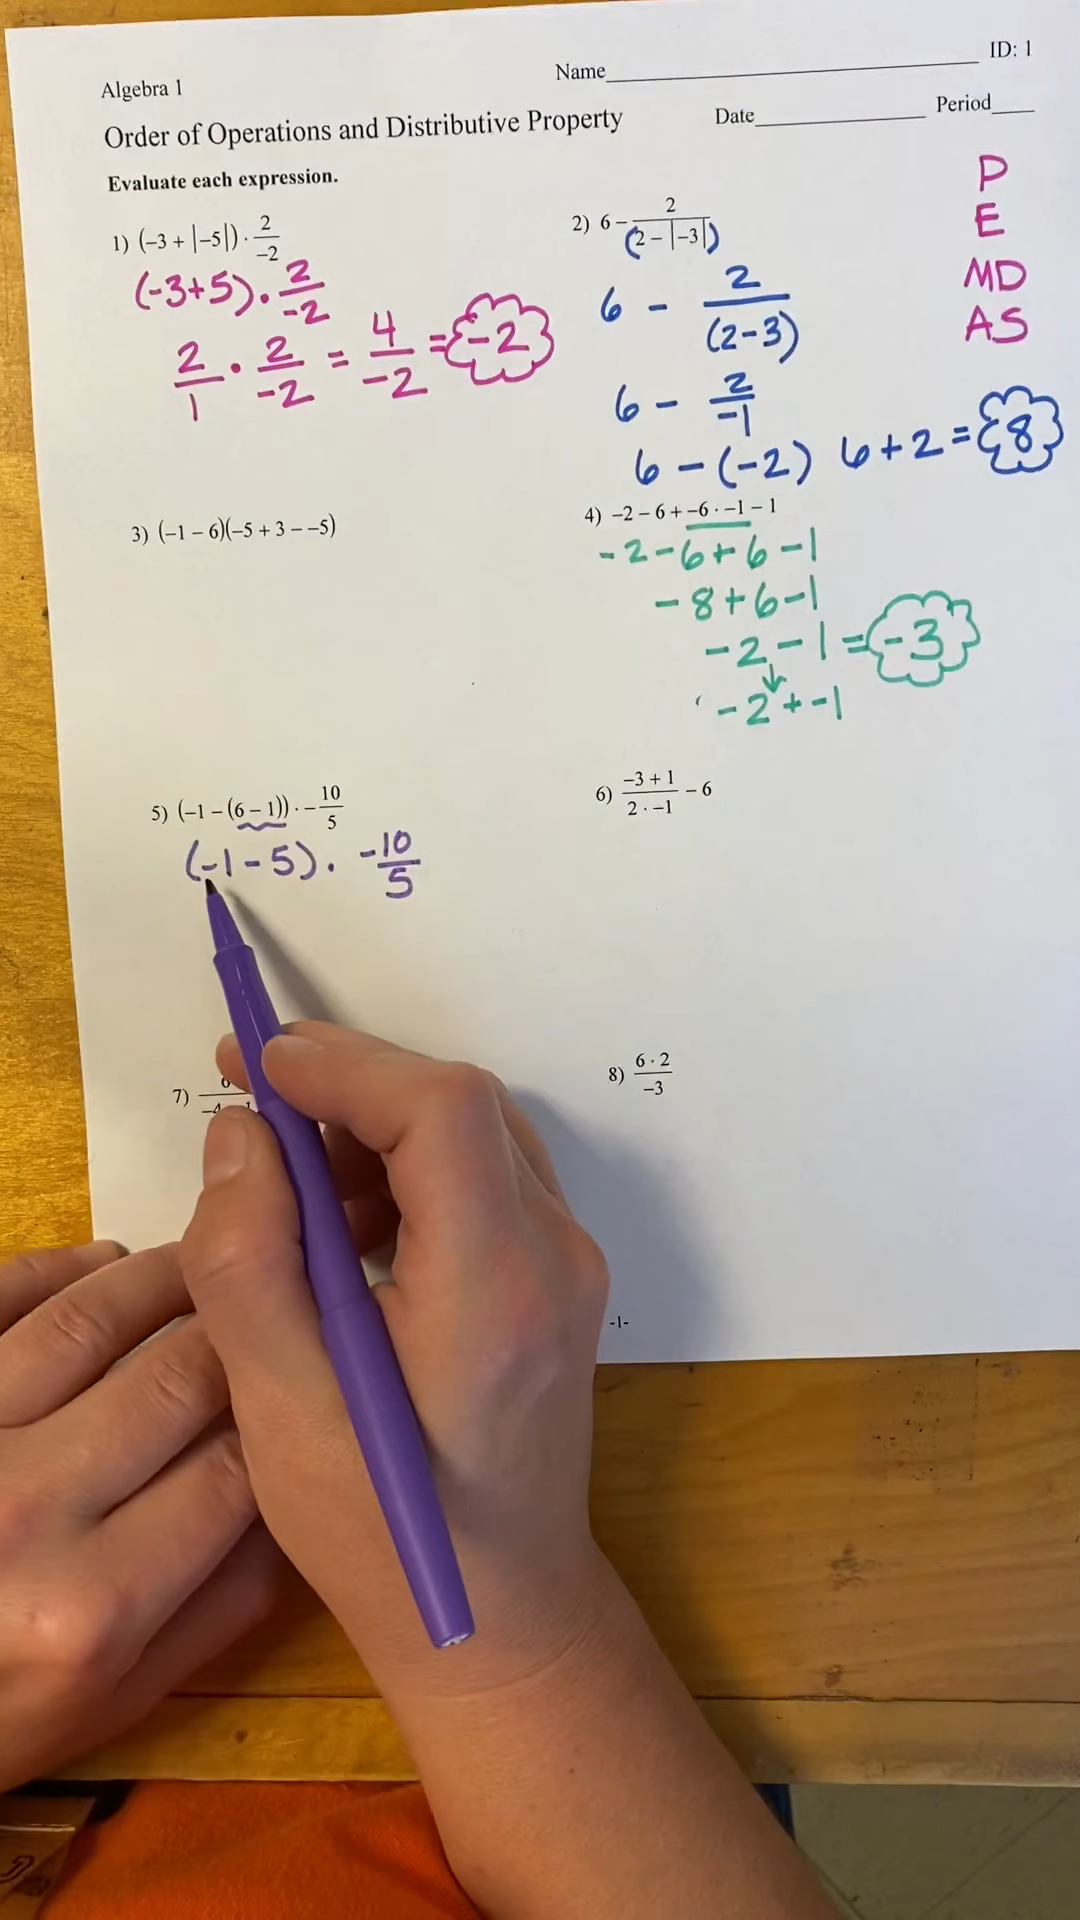 ID: 1
Algebra 1
Name
Order of Operations and Distributive Property
Date
Period
Evaluate each expression.
P
E
MD
AS
1) (–3 + |–5|) · 2/–2
(-3+5) · 2/-2
2/1 · 2/-2 = 4/-2 = -2
2) 6 – 2/(2 – |–3|)
6 - 2/(2-3)
6 - 2/-1
6 - (-2) 6+2 = 8
3) (–1 – 6)(–5 + 3 – –5)
4) –2 – 6 + –6 · –1 – 1
-2-6+6-1
-8+6-1
-2-1 = -3
-2+-1
5) (–1 – (6 – 1)) · –10/5
(-1-5) · -10/5
6) –3 + 1/2 · –1 – 6
7) 6
–4
8) 6 · 2/–3
-1-